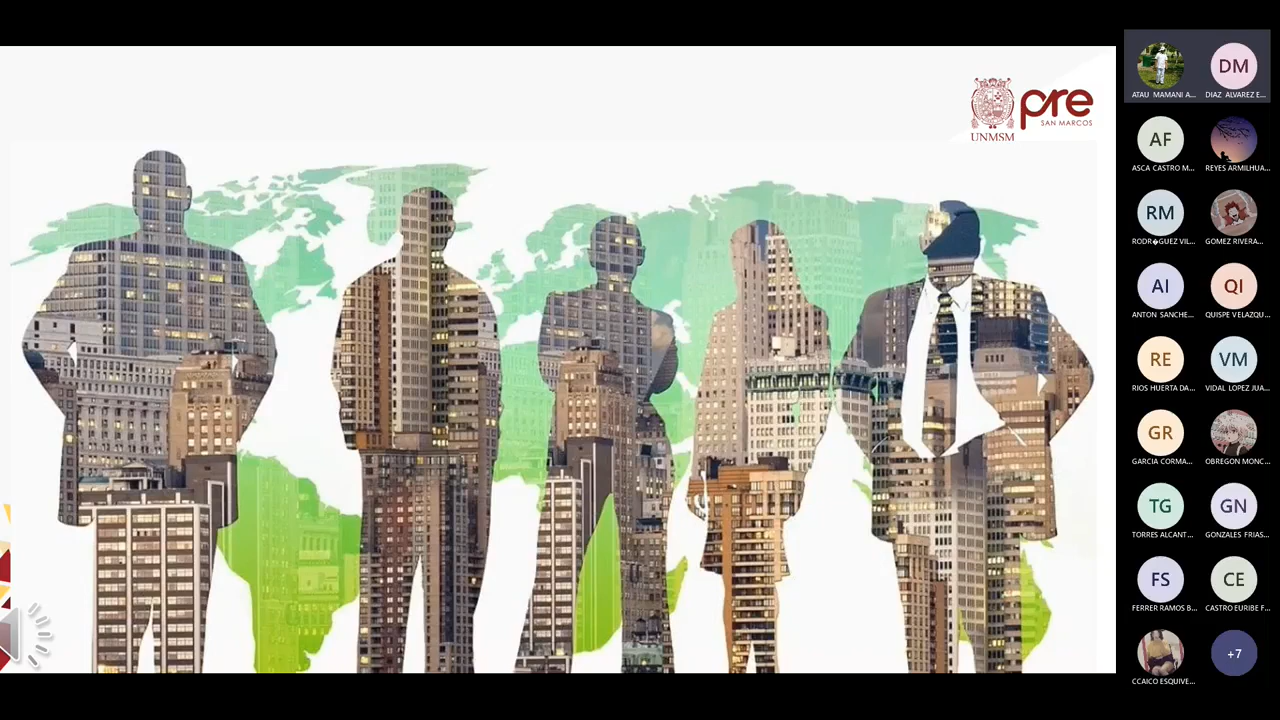 pre
SAN MARCOS
UNMSM
ATAU MAMANI A...
DM
DIAZ ALVAREZ E...
AF
ASCA CASTRO M...
REYES ARMILHUA...
RM
RODR�GUEZ VIL...
GOMEZ RIVERA...
AI
ANTON SANCHE...
QI
QUISPE VELAZQU...
RE
RIOS HUERTA DA...
VM
VIDAL LOPEZ JUA...
GR
GARCIA CORMA...
OBREGON MONC...
TG
TORRES ALCANT...
GN
GONZALES FRIAS...
FS
FERRER RAMOS B...
CE
CASTRO EURIBE F...
CCAICO ESQUIVE...
+7